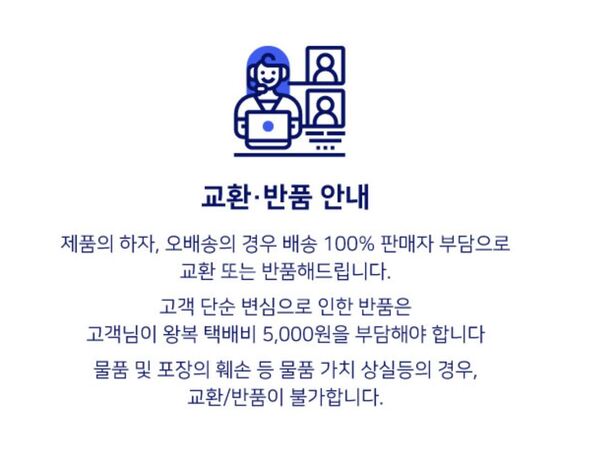 교환·반품 안내
제품의 하자, 오배송의 경우 배송 100% 판매자 부담으로
교환 또는 반품해드립니다.
고객 단순 변심으로 인한 반품은
고객님이 왕복 택배비 5,000원을 부담해야 합니다
물품 및 포장의 훼손 등 물품 가치 상실등의 경우,
교환/반품이 불가합니다.